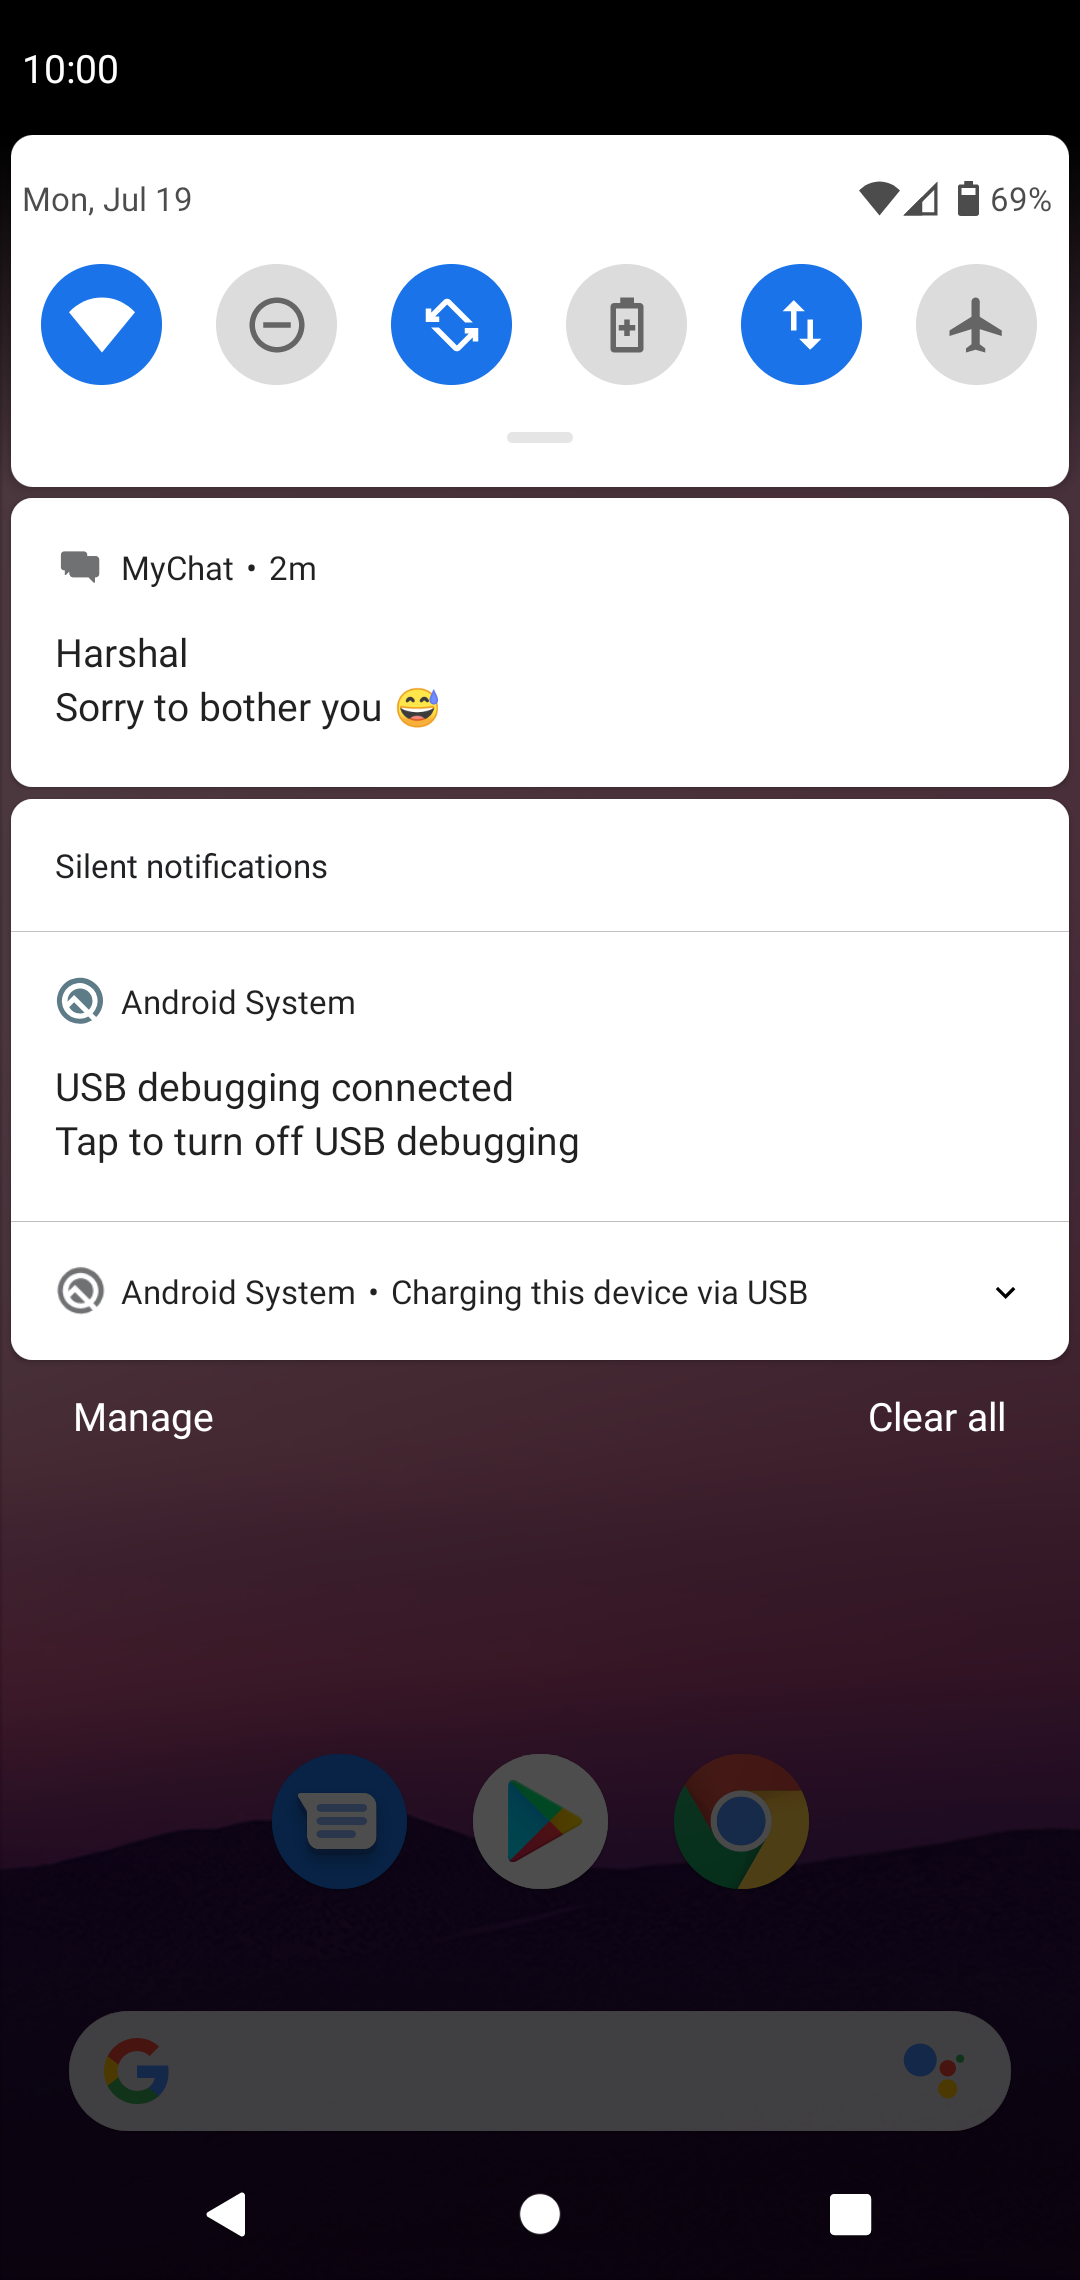 10:00
Mon, Jul 19 69%
MyChat • 2m
Harshal
Sorry to bother you 😅
Silent notifications
Android System
USB debugging connected
Tap to turn off USB debugging
Android System • Charging this device via USB
Manage Clear all